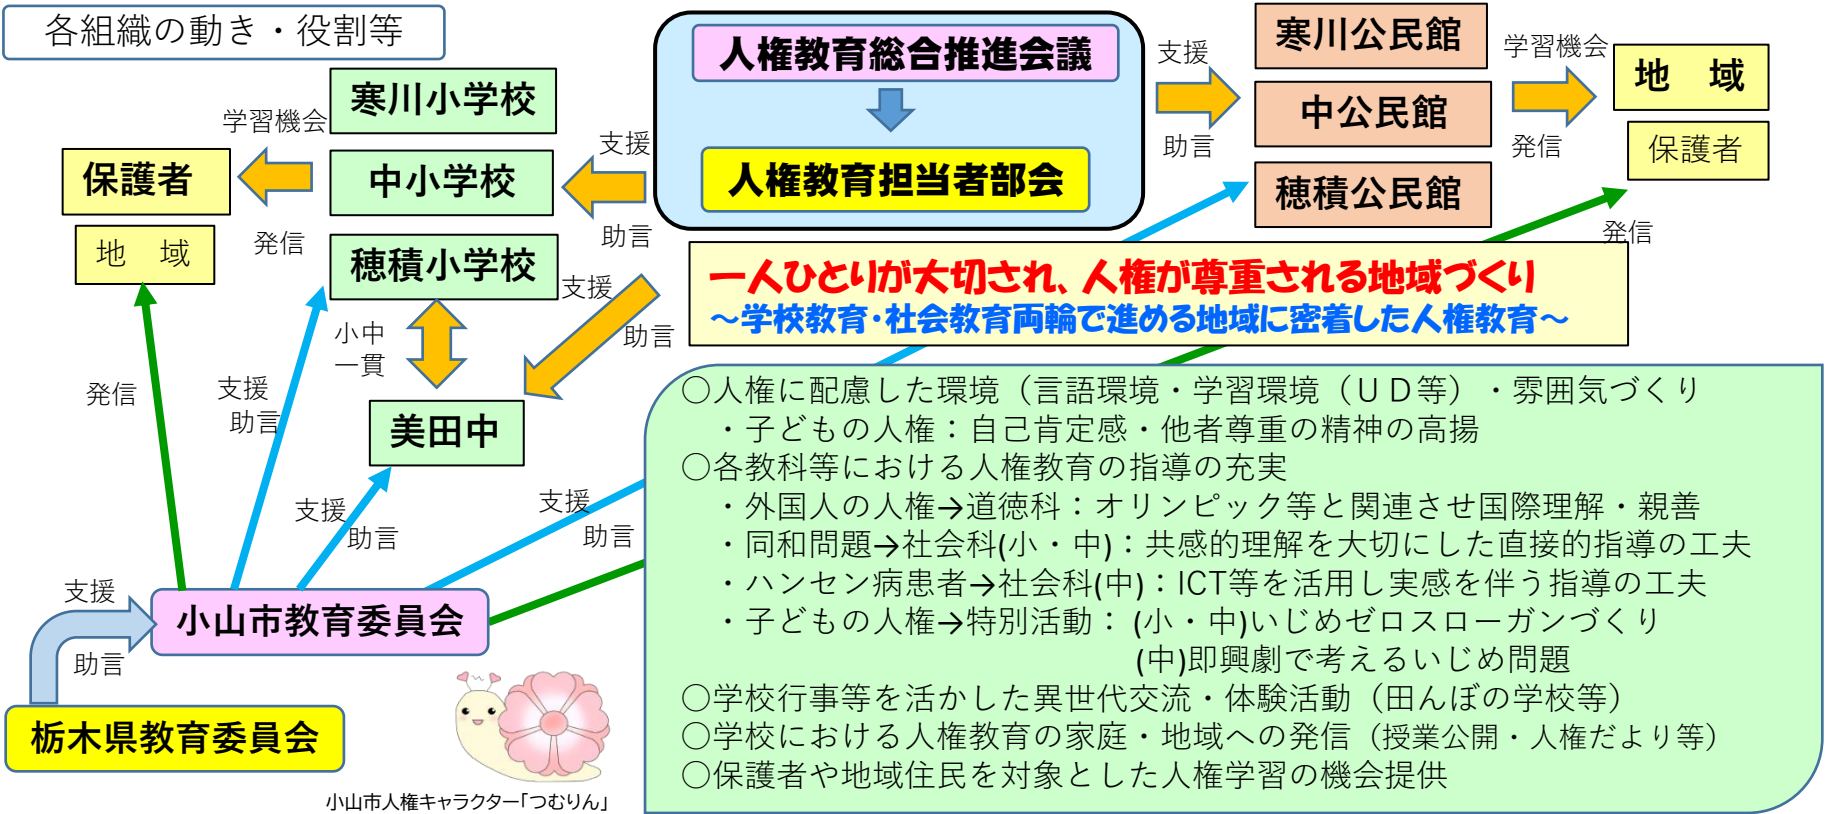 各組織の動き・役割等
人権教育総合推進会議
人権教育担当者部会
支援
助言
寒川公民館
中公民館
穂積公民館
学習機会
発信
地　域
保護者
発信
寒川小学校
中小学校
穂積小学校
支援
助言
学習機会
発信
保護者
地　域
支援
助言
小中
一貫
美田中
一人ひとりが大切され、人権が尊重される地域づくり
～学校教育・社会教育両輪で進める地域に密着した人権教育～
発信
支援
助言
支援
助言
支援
助言
支援
助言
小山市教育委員会
栃木県教育委員会
小山市人権キャラクター「つむりん」
○人権に配慮した環境（言語環境・学習環境（ＵＤ等）・雰囲気づくり
・子どもの人権：自己肯定感・他者尊重の精神の高揚
○各教科等における人権教育の指導の充実
・外国人の人権→道徳科：オリンピック等と関連させ国際理解・親善
・同和問題→社会科(小・中)：共感的理解を大切にした直接的指導の工夫
・ハンセン病患者→社会科(中)：ICT等を活用し実感を伴う指導の工夫
・子どもの人権→特別活動： (小・中)いじめゼロスローガンづくり
(中)即興劇で考えるいじめ問題
○学校行事等を活かした異世代交流・体験活動（田んぼの学校等）
○学校における人権教育の家庭・地域への発信（授業公開・人権だより等）
○保護者や地域住民を対象とした人権学習の機会提供